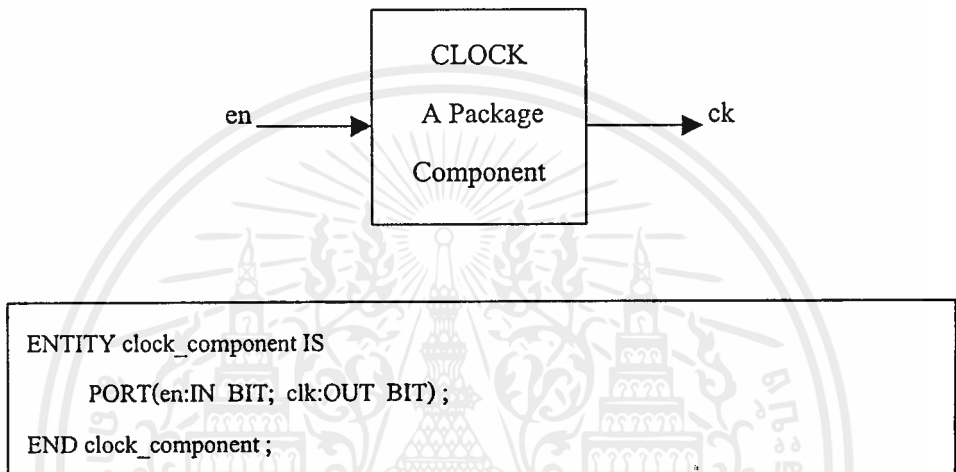 CLOCK
en
A Package
ck
Component
ENTITY clock_component IS
PORT(en:IN BIT; clk:OUT BIT) ;
END clock_component ;